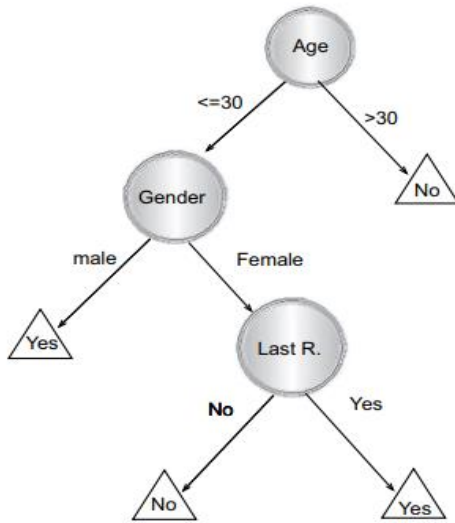 Age
<=30
>30
No
Gender
male
Female
Yes
Last R.
No
Yes
No
Yes